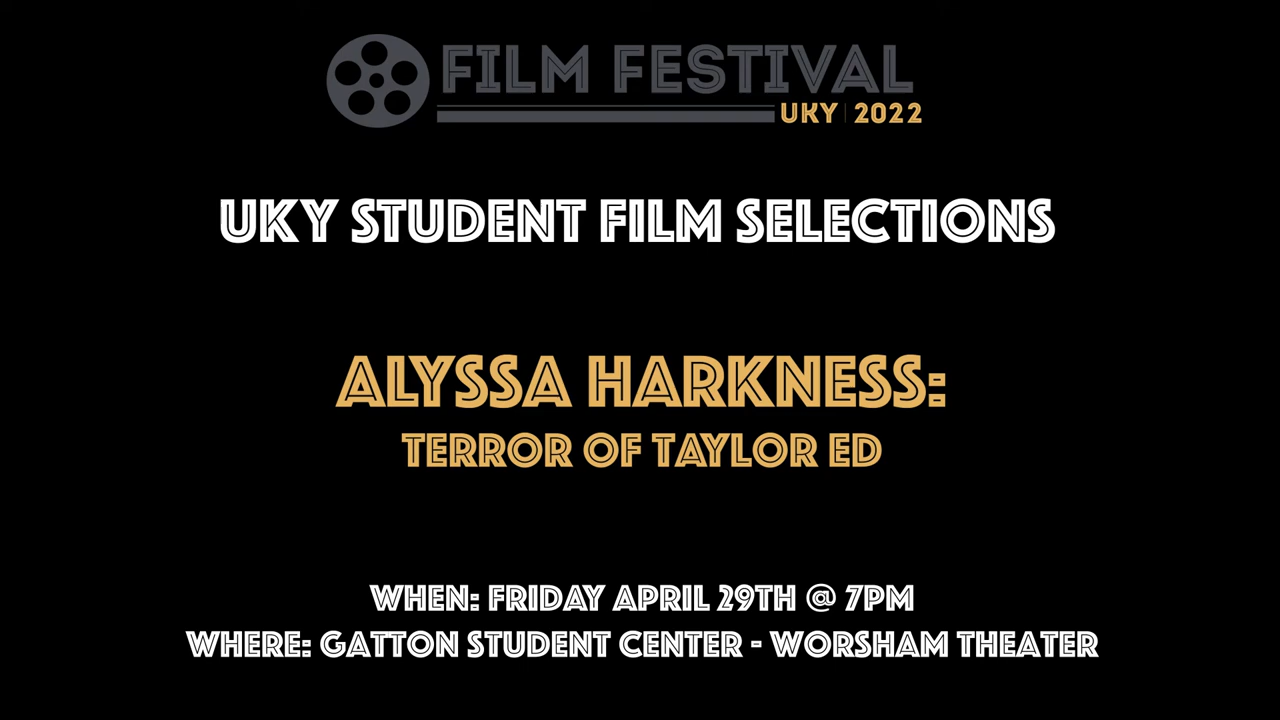 FILM FESTIVAL
UKY | 2022
UKY STUDENT FILM SELECTIONS
ALYSSA HARKNESS:
TERROR OF TAYLOR ED
WHEN: FRIDAY APRIL 29TH @ 7PM
WHERE: GATTON STUDENT CENTER - WORSHAM THEATER